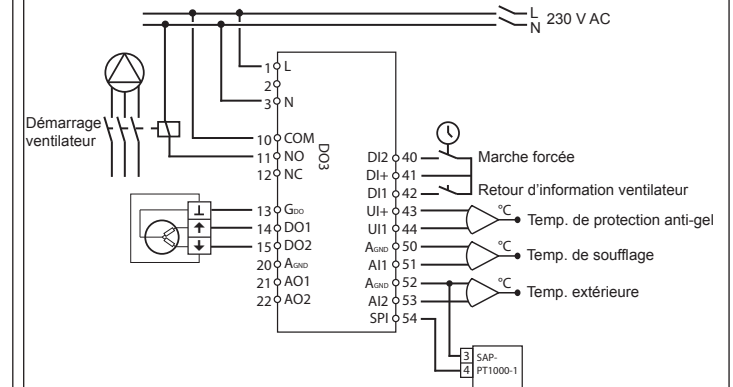 L
N 230 V AC
1 L
2
3 N
10 COM
11 NO
12 NC
DO3
13 GDO
14 DO1
15 DO2
20 AGND
21 AO1
22 AO2
Démarrage
ventilateur
DI2 40
DI+ 41
DI1 42
UI+ 43
UI1 44
AGND 50
AI1 51
AGND 52
AI2 53
SPI 54
Marche forcée
Retour d'information ventilateur
°C Temp. de protection anti-gel
°C Temp. de soufflage
°C Temp. extérieure
3 SAP-
4 PT1000-1